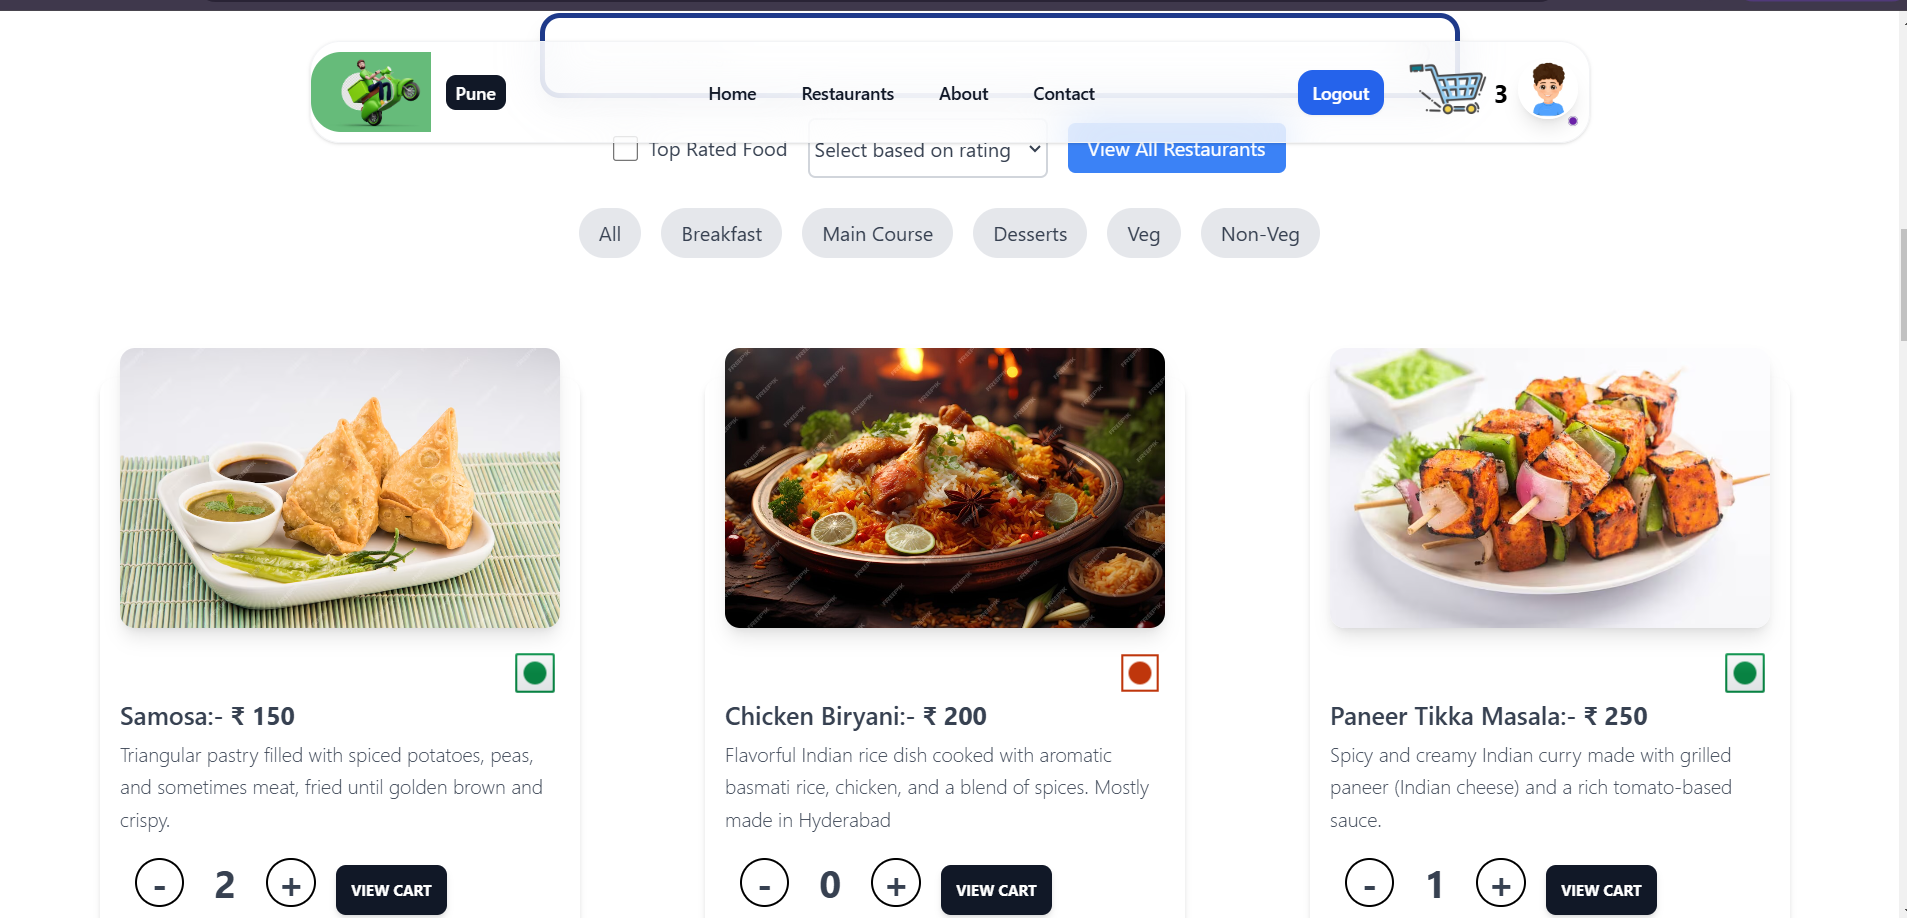 Pune
Home Restaurants About Contact
Logout
3
Top Rated Food
Select based on rating
View All Restaurants
All Breakfast Main Course Desserts Veg Non-Veg
Samosa:- ₹ 150
Triangular pastry filled with spiced potatoes, peas,
and sometimes meat, fried until golden brown and
crispy.
- 2 + VIEW CART
Chicken Biryani:- ₹ 200
Flavorful Indian rice dish cooked with aromatic
basmati rice, chicken, and a blend of spices. Mostly
made in Hyderabad
- 0 + VIEW CART
Paneer Tikka Masala:- ₹ 250
Spicy and creamy Indian curry made with grilled
paneer (Indian cheese) and a rich tomato-based
sauce.
- 1 + VIEW CART